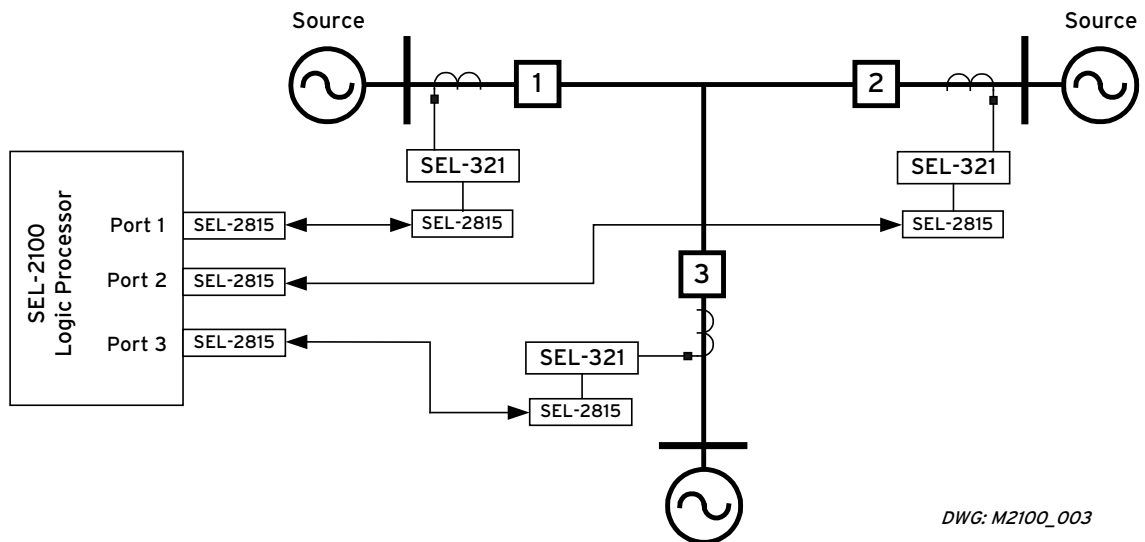 Source
Source
1
2
SEL-321
SEL-321
SEL-2100
Logic Processor
Port 1
SEL-2815
SEL-2815
SEL-2815
Port 2
SEL-2815
3
Port 3
SEL-2815
SEL-321
SEL-2815
DWG: M2100_003